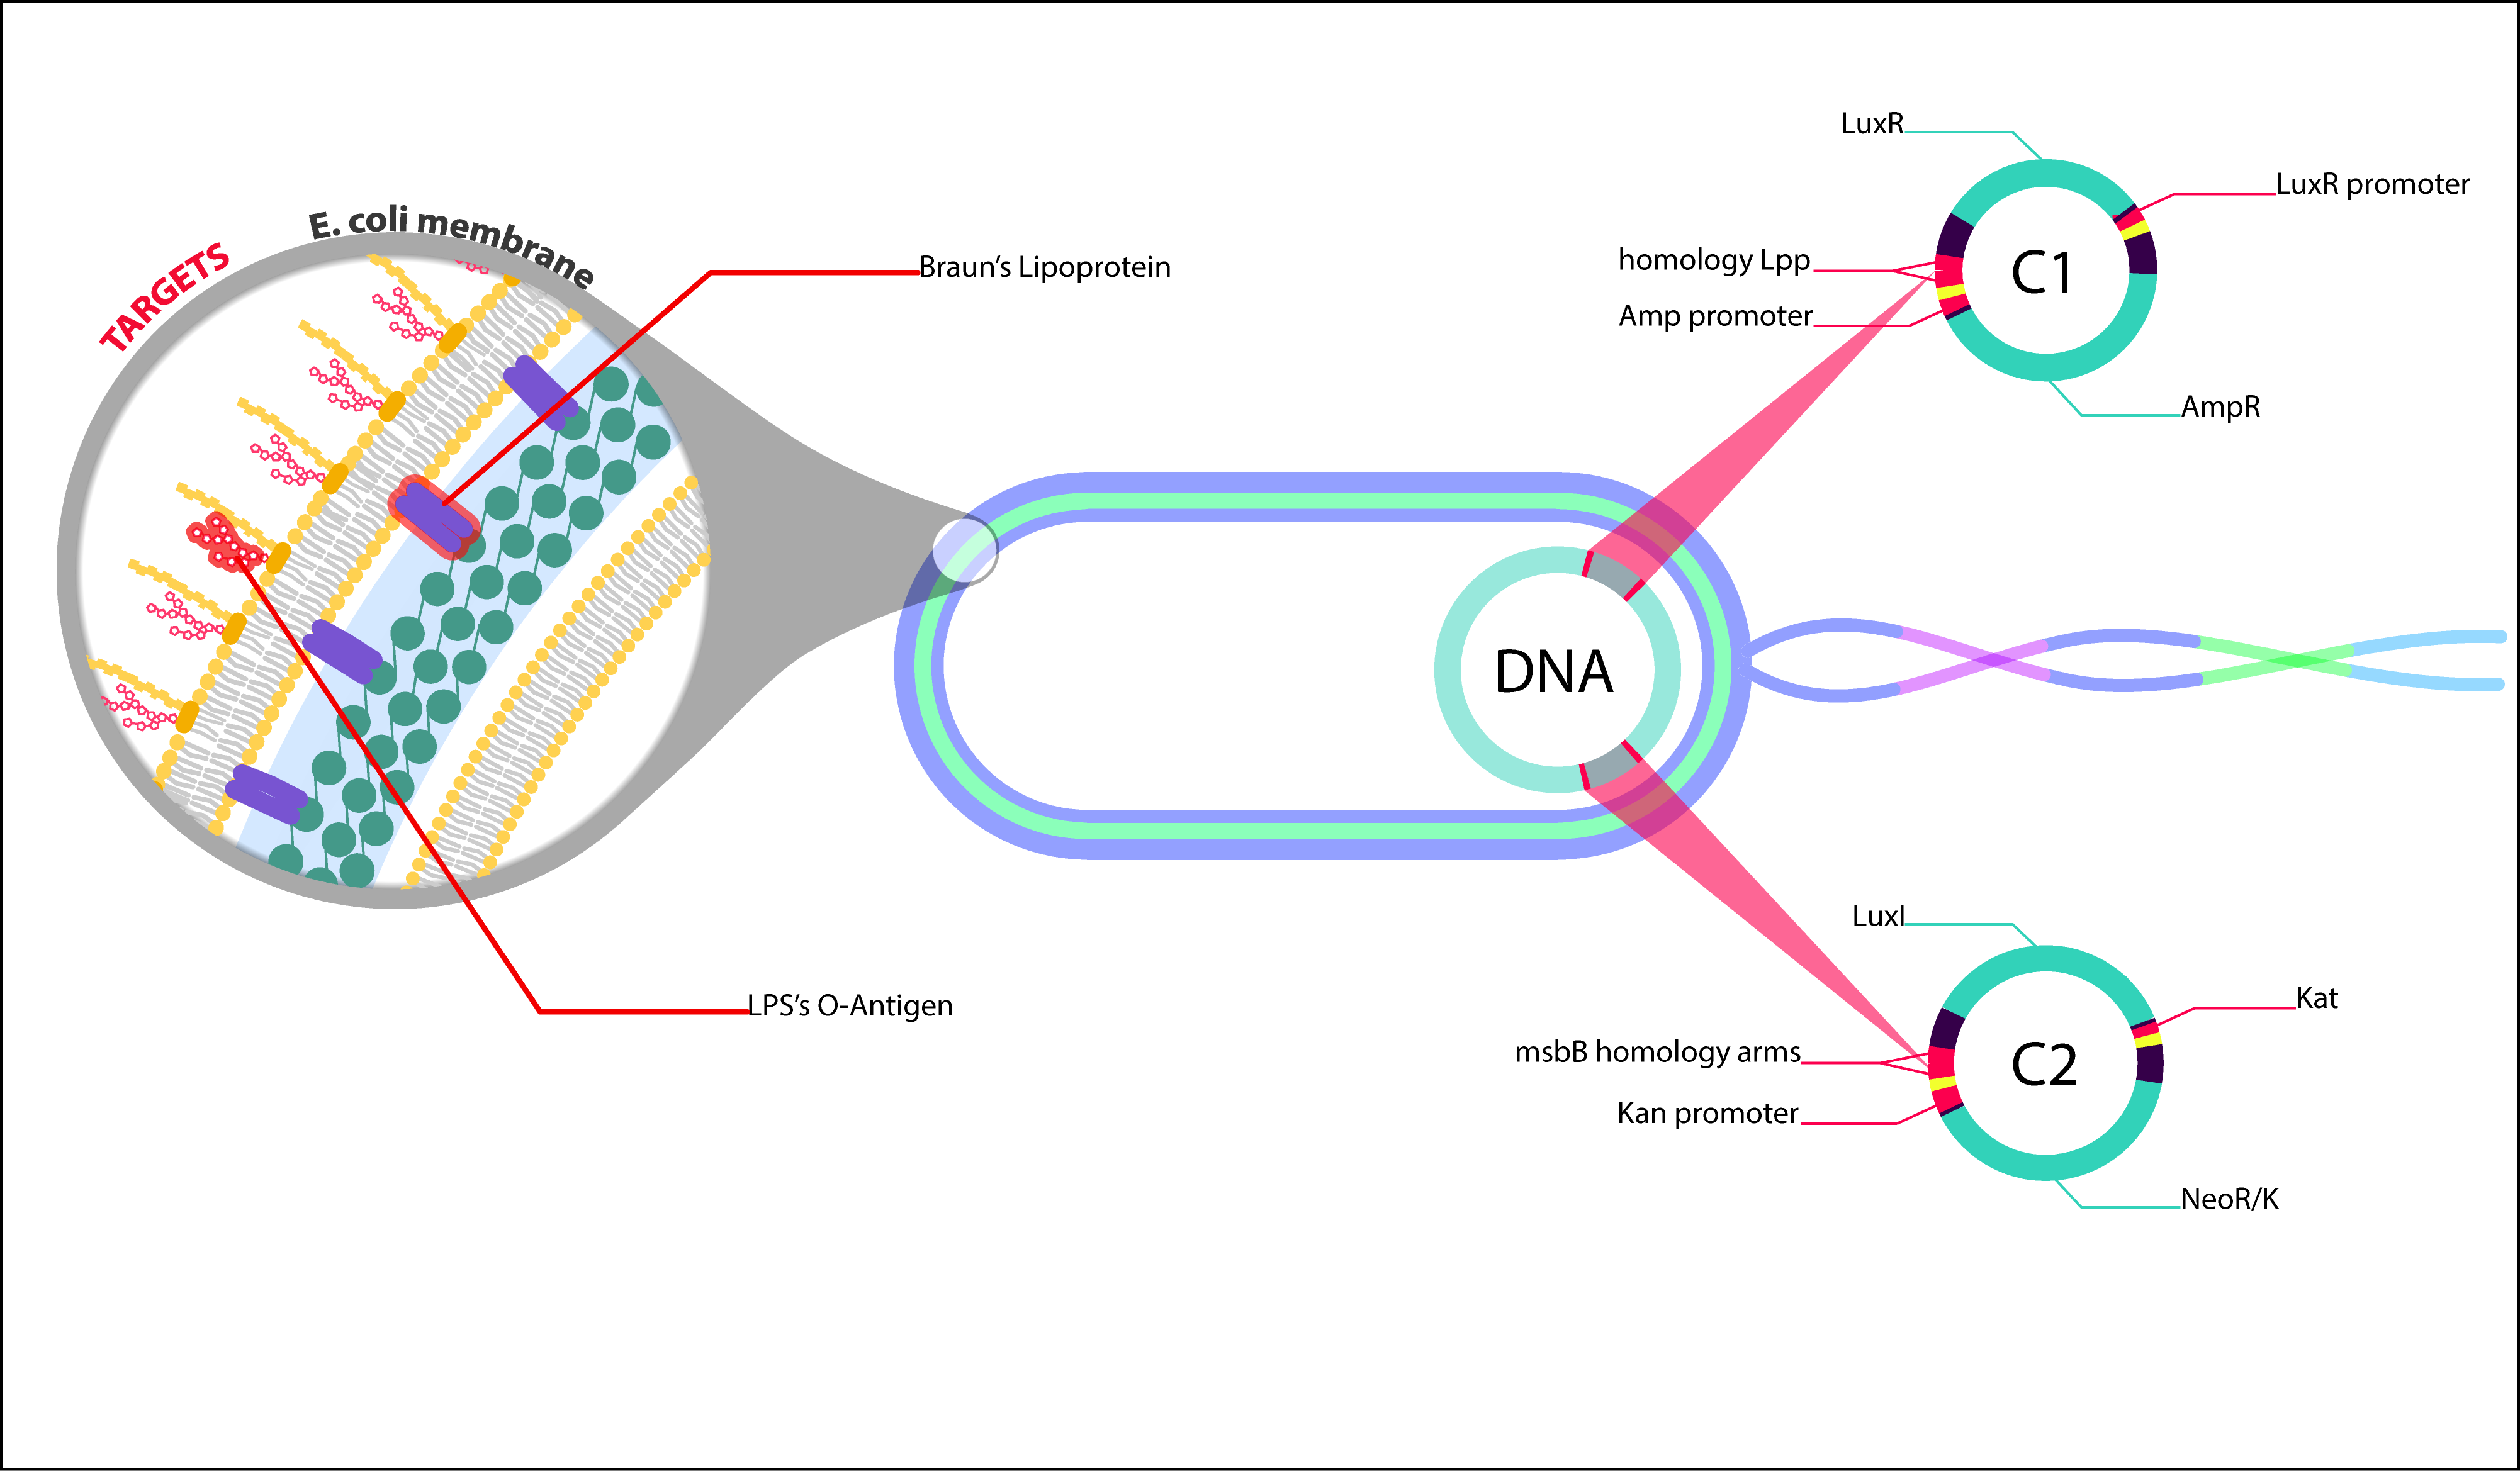 TARGETS
E. coli membrane
Braun’s Lipoprotein
LPS’s O-Antigen
DNA
LuxR
LuxR promoter
homology Lpp
C1
Amp promoter
AmpR
LuxI
Kat
msbB homology arms
C2
Kan promoter
NeoR/K